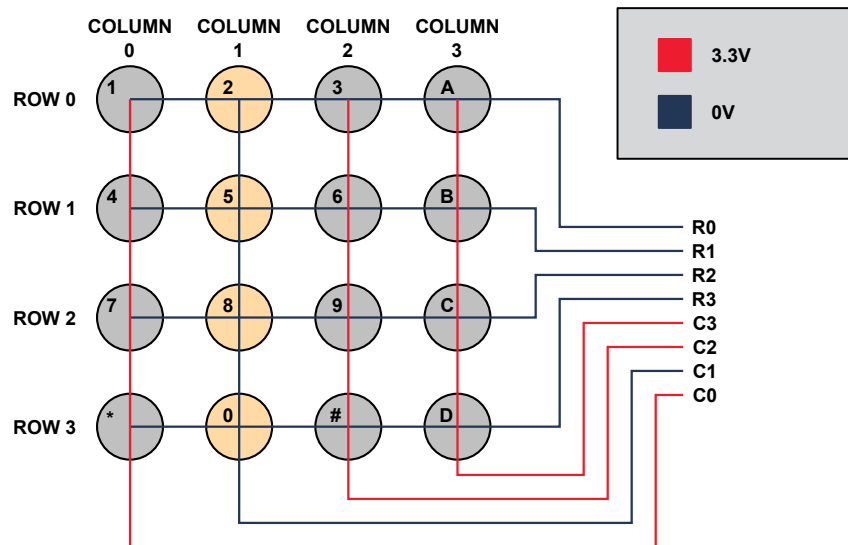 COLUMN 0
COLUMN 1
COLUMN 2
COLUMN 3
3.3V
0V
ROW 0
1
2
3
A
ROW 1
4
5
6
B
R0
R1
R2
R3
C3
C2
C1
C0
ROW 2
7
8
9
C
ROW 3
*
0
#
D